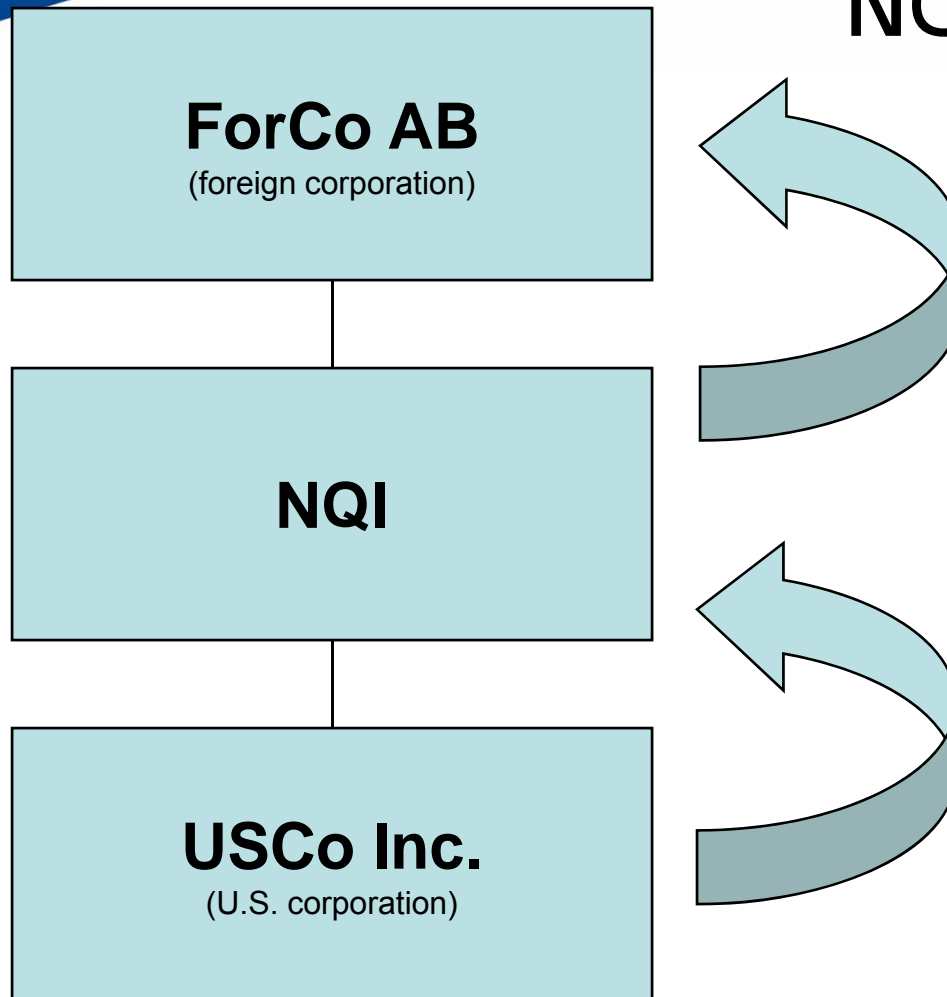 ForCo AB
(foreign corporation)
NQI
USCo Inc.
(U.S. corporation)